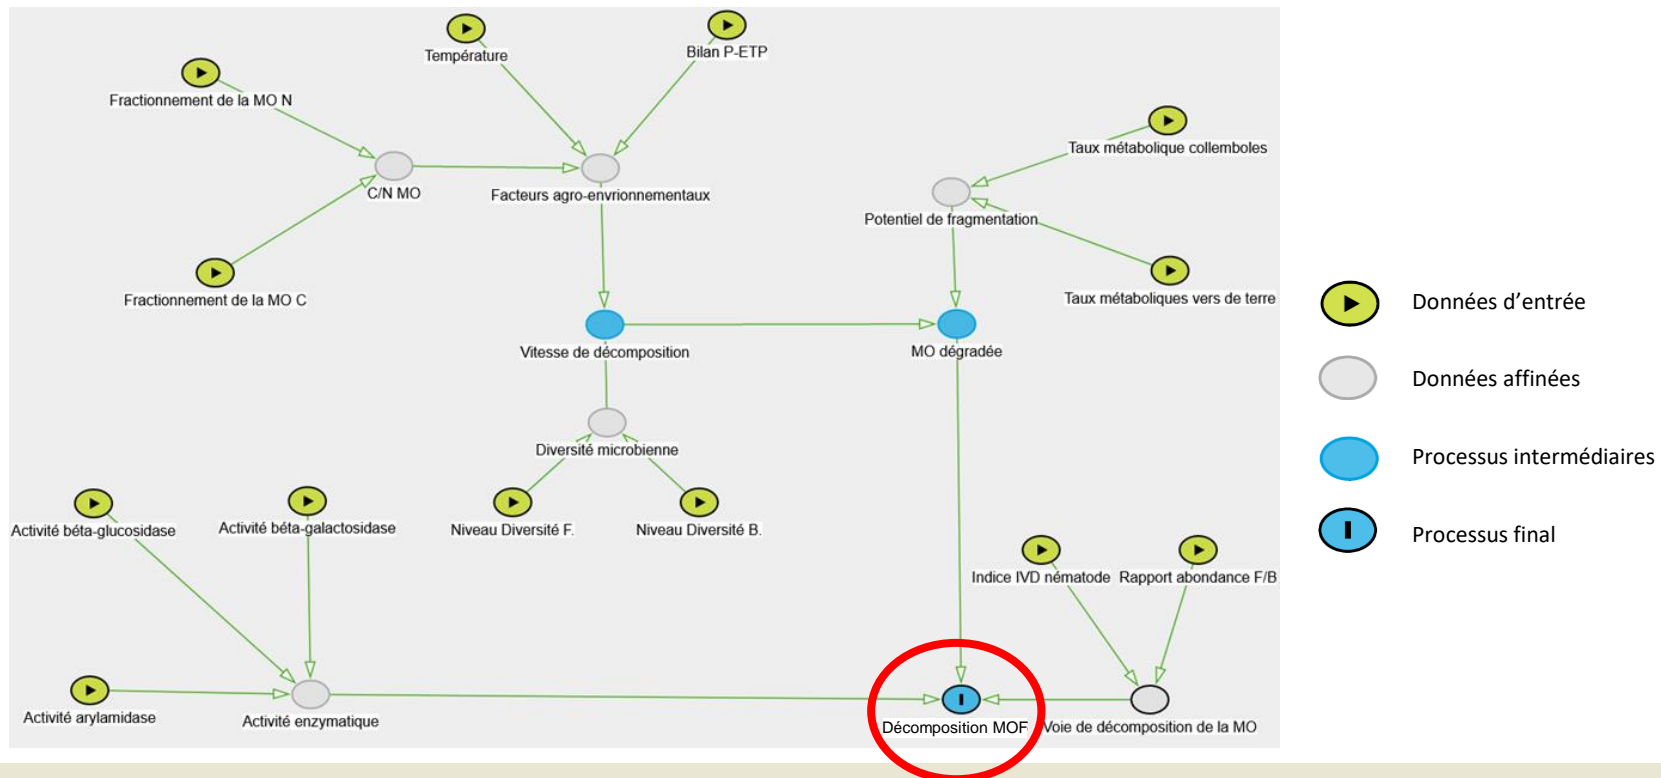 Température
Bilan P-ETP
Fractionnement de la MO N
Taux métabolique collemboles
C/N MO
Facteurs agro-envrionnementaux
Potentiel de fragmentation
Fractionnement de la MO C
Taux métaboliques vers de terre
Vitesse de décomposition
MO dégradée
Diversité microbienne
Activité béta-glucosidase
Activité béta-galactosidase
Niveau Diversité F.
Niveau Diversité B.
Indice IVD nématode
Rapport abondance F/B
Activité arylamidase
Activité enzymatique
Décomposition MOF
Voie de décomposition de la MO
Données d'entrée
Données affinées
Processus intermédiaires
Processus final